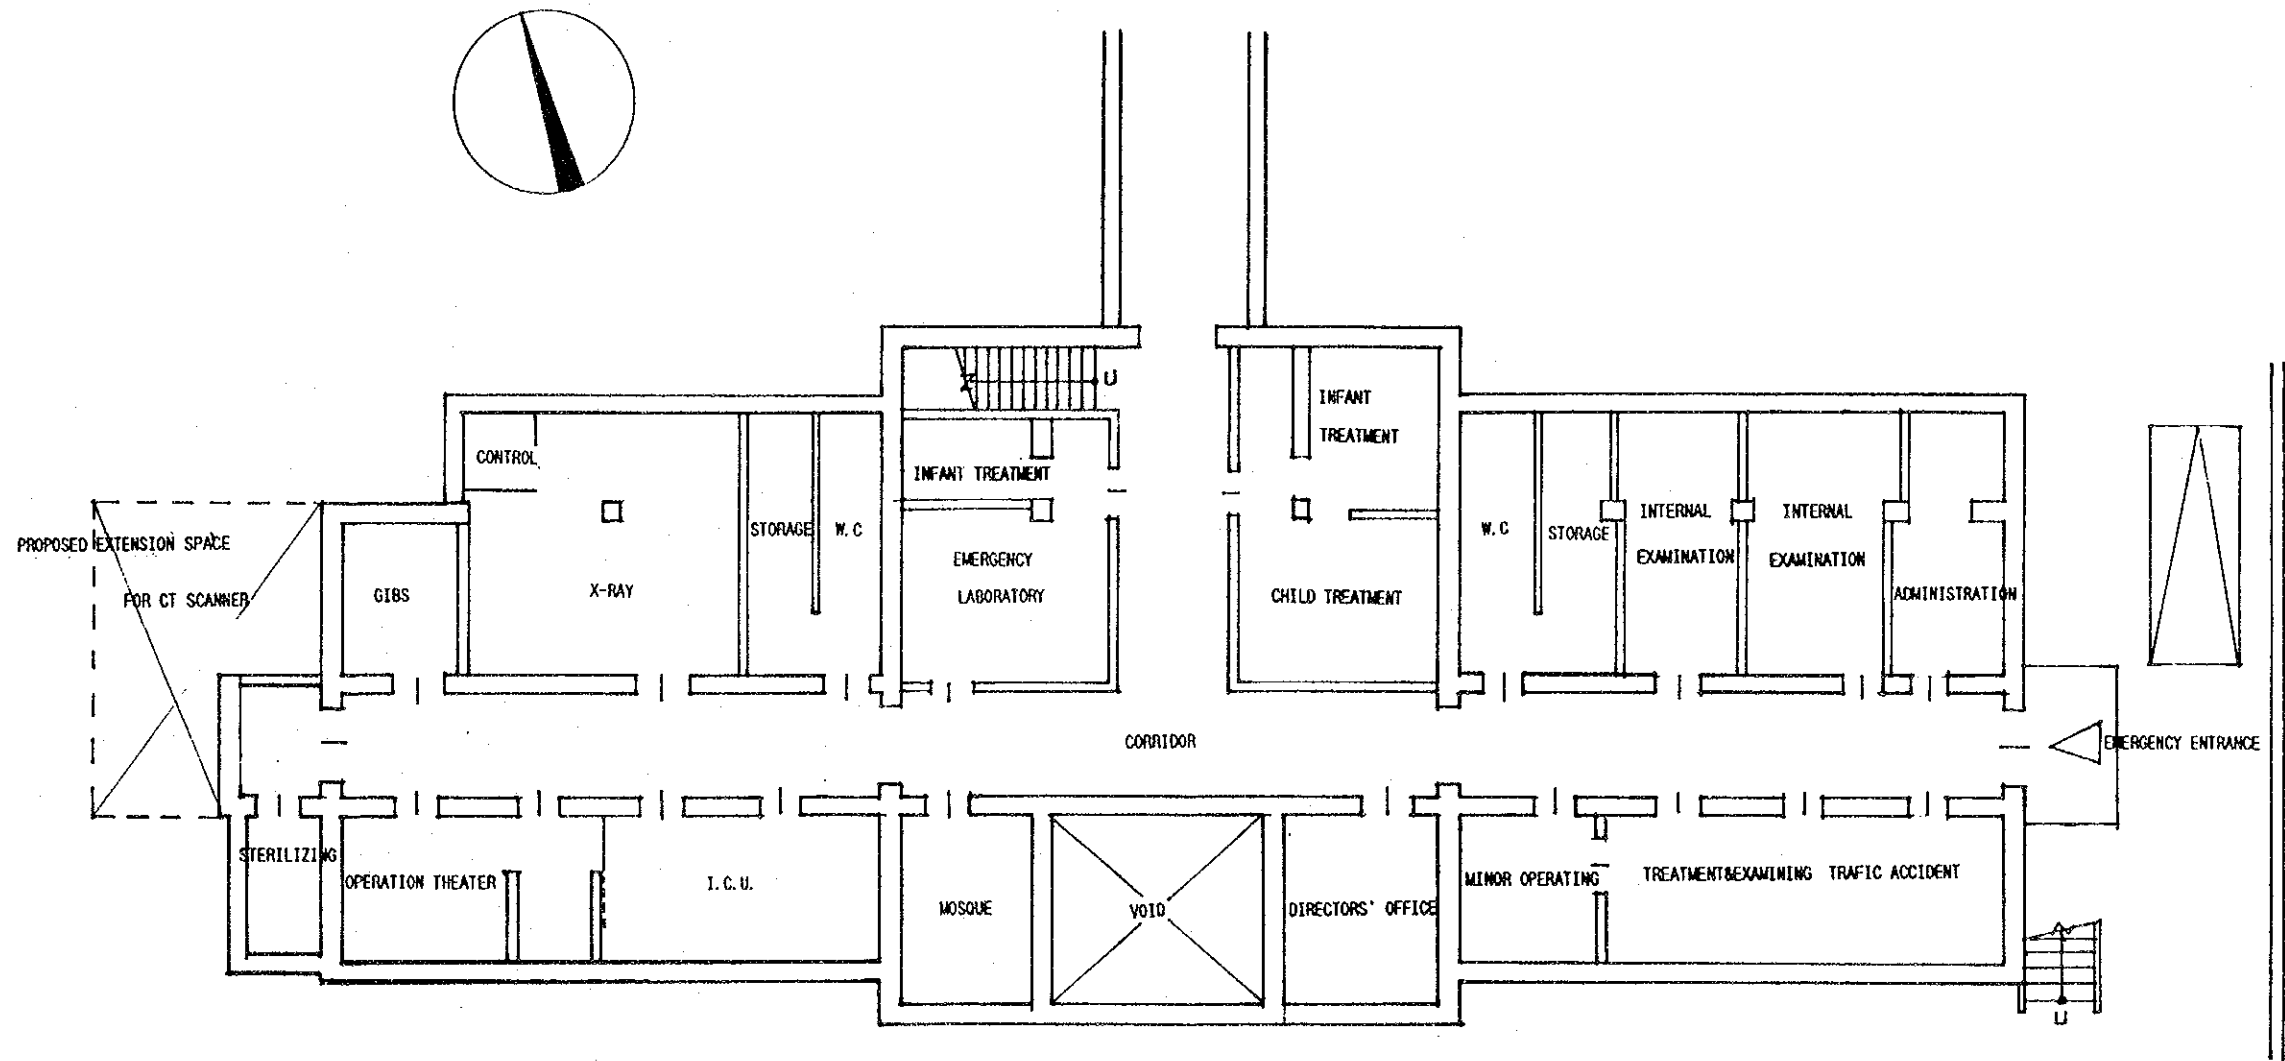 U
INFANT
TREATMENT
CONTROL
INFANT TREATMENT
STORAGE
W.C
EMERGENCY
LABORATORY
W.C
STORAGE
INTERNAL
EXAMINATION
INTERNAL
EXAMINATION
PROPOSED EXTENSION SPACE
FOR CT SCANNER
GIBS
X-RAY
CHILD TREATMENT
ADMINISTRATION
CORRIDOR
EMERGENCY ENTRANCE
STERILIZING
OPERATION THEATER
I.C.U.
MOSQUE
VOID
DIRECTORS' OFFICE
MINOR OPERATING
TREATMENT&EXAMINING TRAFIC ACCIDENT
U